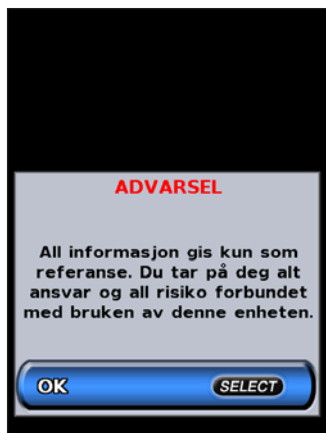 ADVARSEL
All informasjon gis kun som
referanse. Du tar på deg alt
ansvar og all risiko forbundet
med bruken av denne enheten.
OK SELECT